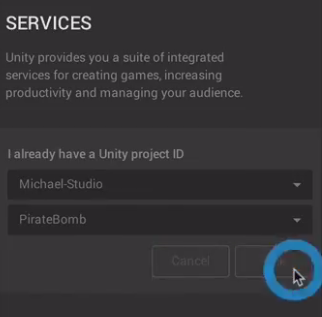 SERVICES
Unity provides you a suite of integrated
services for creating games, increasing
productivity and managing your audience.
I already have a Unity project ID
Michael-Studio
PirateBomb
Cancel